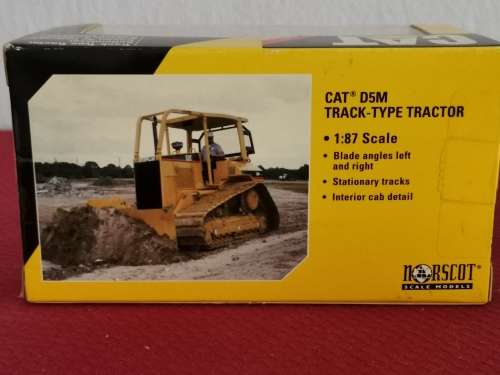 CAT
CAT® D5M
TRACK-TYPE TRACTOR
• 1:87 Scale
• Blade angles left
and right
• Stationary tracks
• Interior cab detail
NORSCOT
SCALE MODELS